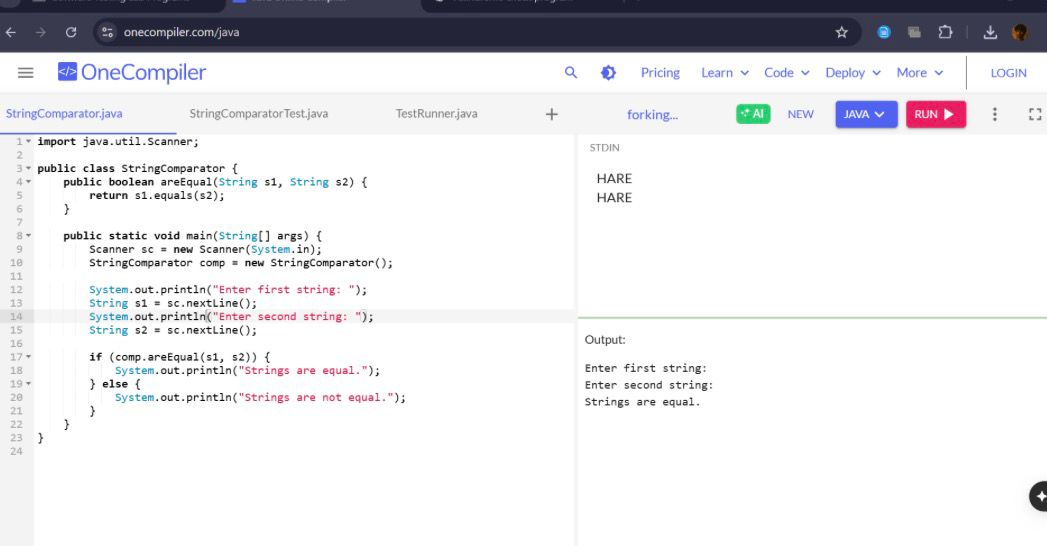 onecompiler.com/java
</> OneCompiler
Pricing Learn Code Deploy More LOGIN
StringComparator.java StringComparatorTest.java TestRunner.java + forking... AI NEW JAVA RUN
1 import java.util.Scanner;
2
3 public class StringComparator {
4 public boolean areEqual(String s1, String s2) {
5 return s1.equals(s2);
6 }
7
8 public static void main(String[] args) {
9 Scanner sc = new Scanner(System.in);
10 StringComparator comp = new StringComparator();
11
12 System.out.println("Enter first string: ");
13 String s1 = sc.nextLine();
14 System.out.println("Enter second string: ");
15 String s2 = sc.nextLine();
16
17 if (comp.areEqual(s1, s2)) {
18 System.out.println("Strings are equal.");
19 } else {
20 System.out.println("Strings are not equal.");
21 }
22 }
23 }
24
STDIN
HARE
HARE
Output:
Enter first string:
Enter second string:
Strings are equal.